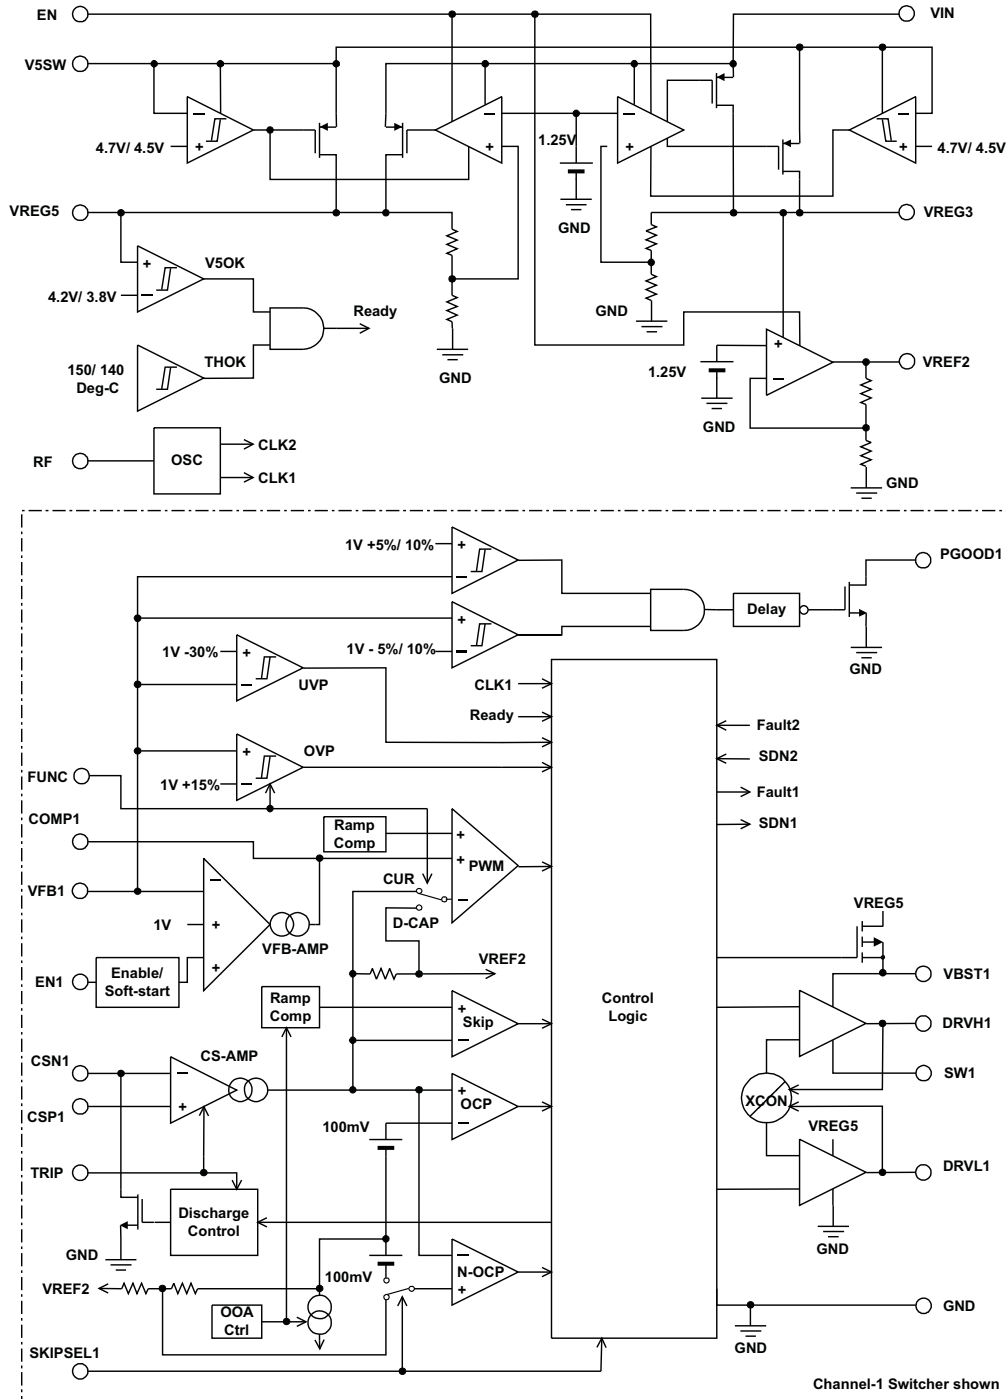 EN
VIN
V5SW
4.7V/ 4.5V
1.25V
4.7V/ 4.5V
GND
VREG5
VREG3
V5OK
4.2V/ 3.8V
Ready
GND
THOK
150/ 140
Deg-C
GND
1.25V
VREF2
GND
GND
RF
OSC
CLK2
CLK1
1V +5%/ 10%
PGOOD1
Delay
1V -30%
UVP
1V - 5%/ 10%
GND
CLK1
Ready
Fault2
SDN2
Fault1
SDN1
OVP
1V +15%
FUNC
COMP1
Ramp
Comp
PWM
CUR
D-CAP
VFB1
1V
VFB-AMP
VREF2
EN1
Enable/
Soft-start
Ramp
Comp
Skip
Control
Logic
VREG5
VBST1
DRVH1
SW1
CSN1
CS-AMP
CSP1
OCP
100mV
XCON
VREG5
DRVL1
TRIP
Discharge
Control
GND
GND
100mV
N-OCP
VREF2
OOA
Ctrl
GND
GND
SKIPSEL1
Channel-1 Switcher shown